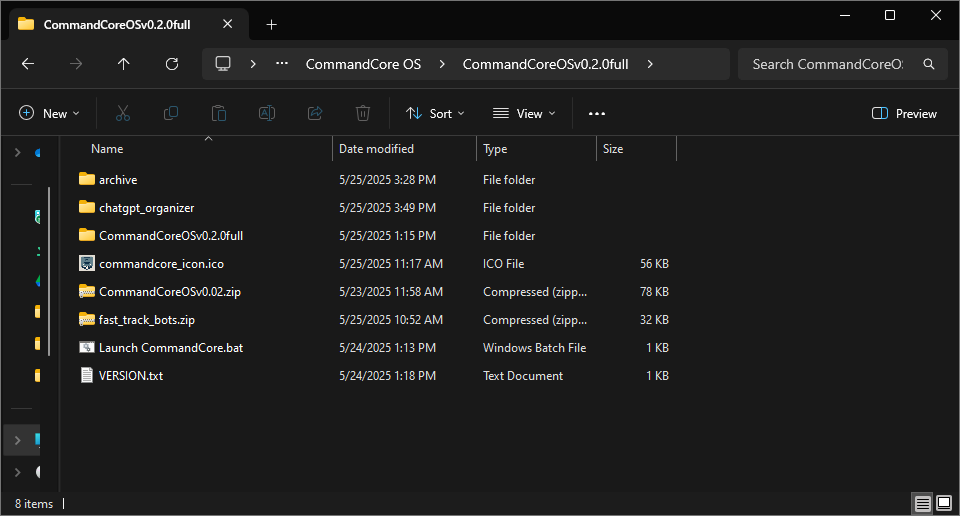 CommandCoreOSv0.2.0full
CommandCore OS CommandCoreOSv0.2.0full Search CommandCoreOS
New Sort View Preview
Name Date modified Type Size
archive 5/25/2025 3:28 PM File folder
chatgpt_organizer 5/25/2025 3:49 PM File folder
CommandCoreOSv0.2.0full 5/25/2025 1:15 PM File folder
commandcore_icon.ico 5/25/2025 11:17 AM ICO File 56 KB
CommandCoreOSv0.02.zip 5/23/2025 11:58 AM Compressed (zipp... 78 KB
fast_track_bots.zip 5/25/2025 10:52 AM Compressed (zipp... 32 KB
Launch CommandCore.bat 5/24/2025 1:13 PM Windows Batch File 1 KB
VERSION.txt 5/24/2025 1:18 PM Text Document 1 KB
8 items